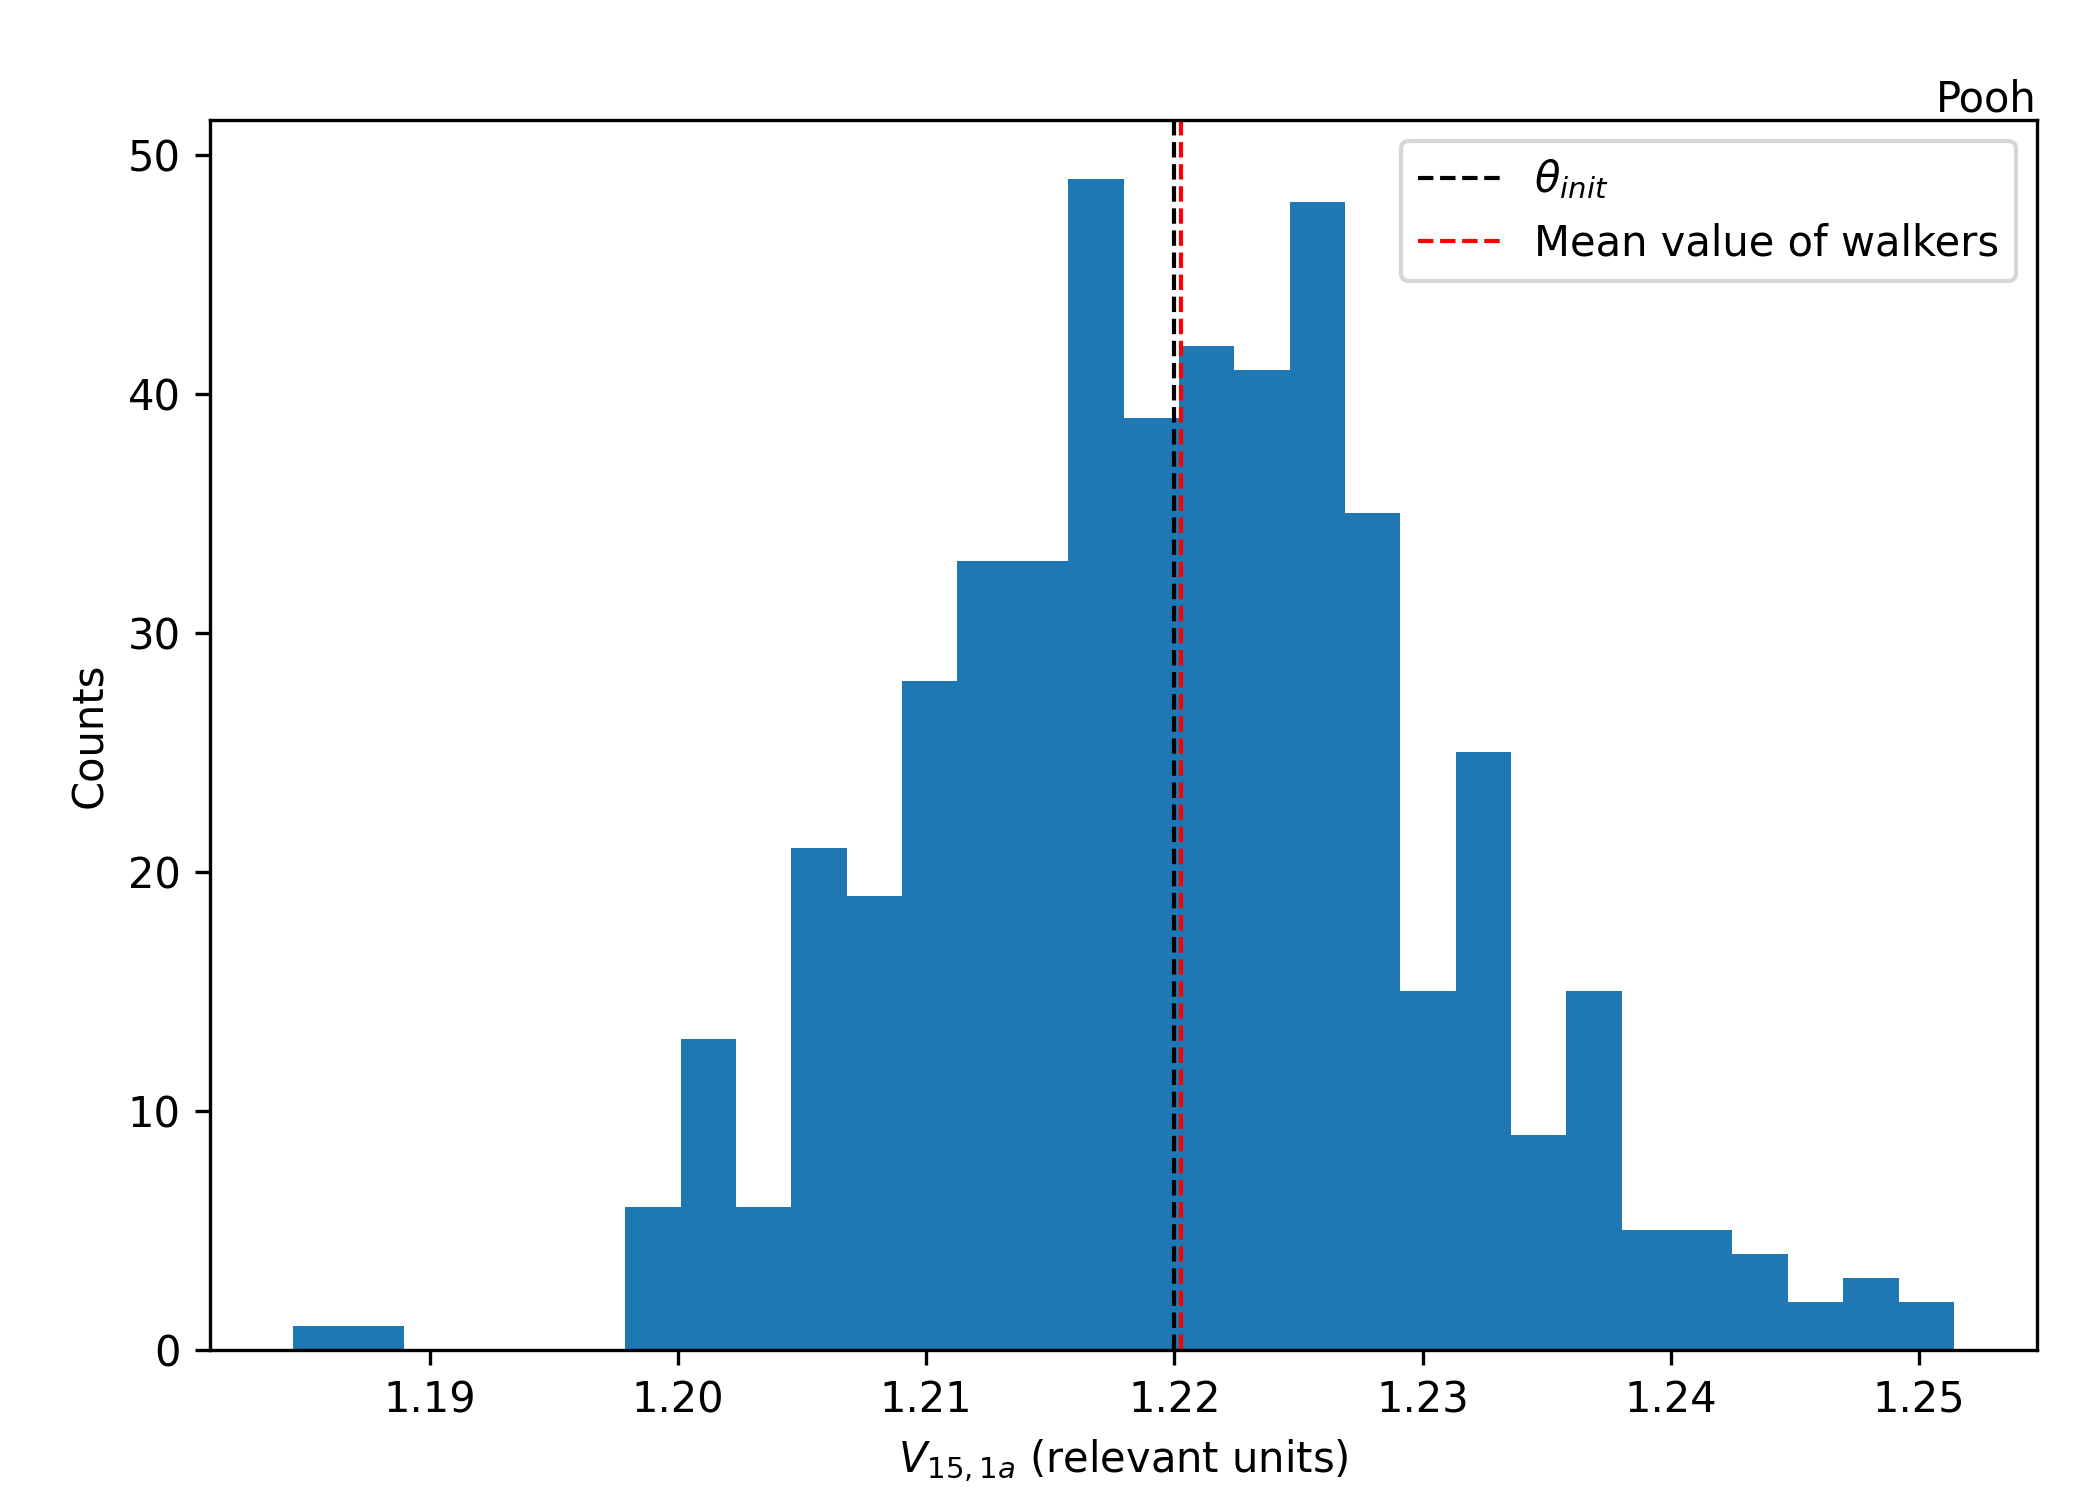 Pooh
50
40
30
20
10
0
Counts
θ_init
Mean value of walkers
1.19 1.20 1.21 1.22 1.23 1.24 1.25
V_15,1a (relevant units)